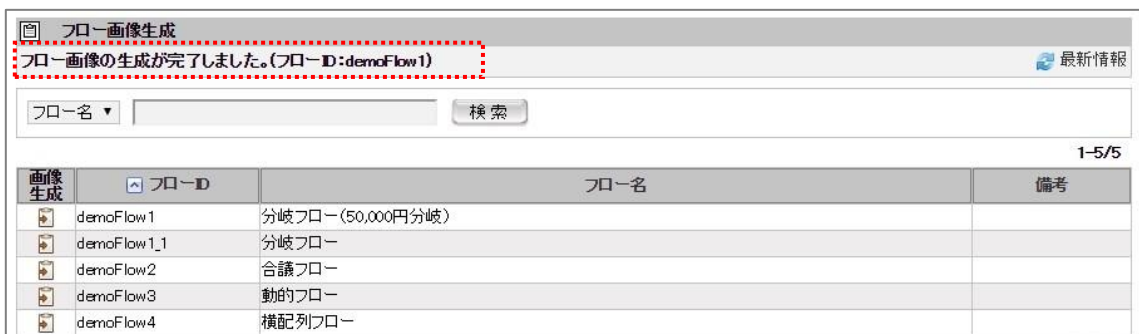 フロー画像生成
フロー画像の生成が完了しました。(フローID:demoFlow1)
最新情報
フロー名 ▼ 検索
1-5/5
画像生成 フローID フロー名 備考
demoFlow1 分岐フロー(50,000円分岐)
demoFlow1_1 分岐フロー
demoFlow2 合議フロー
demoFlow3 動的フロー
demoFlow4 横配列フロー